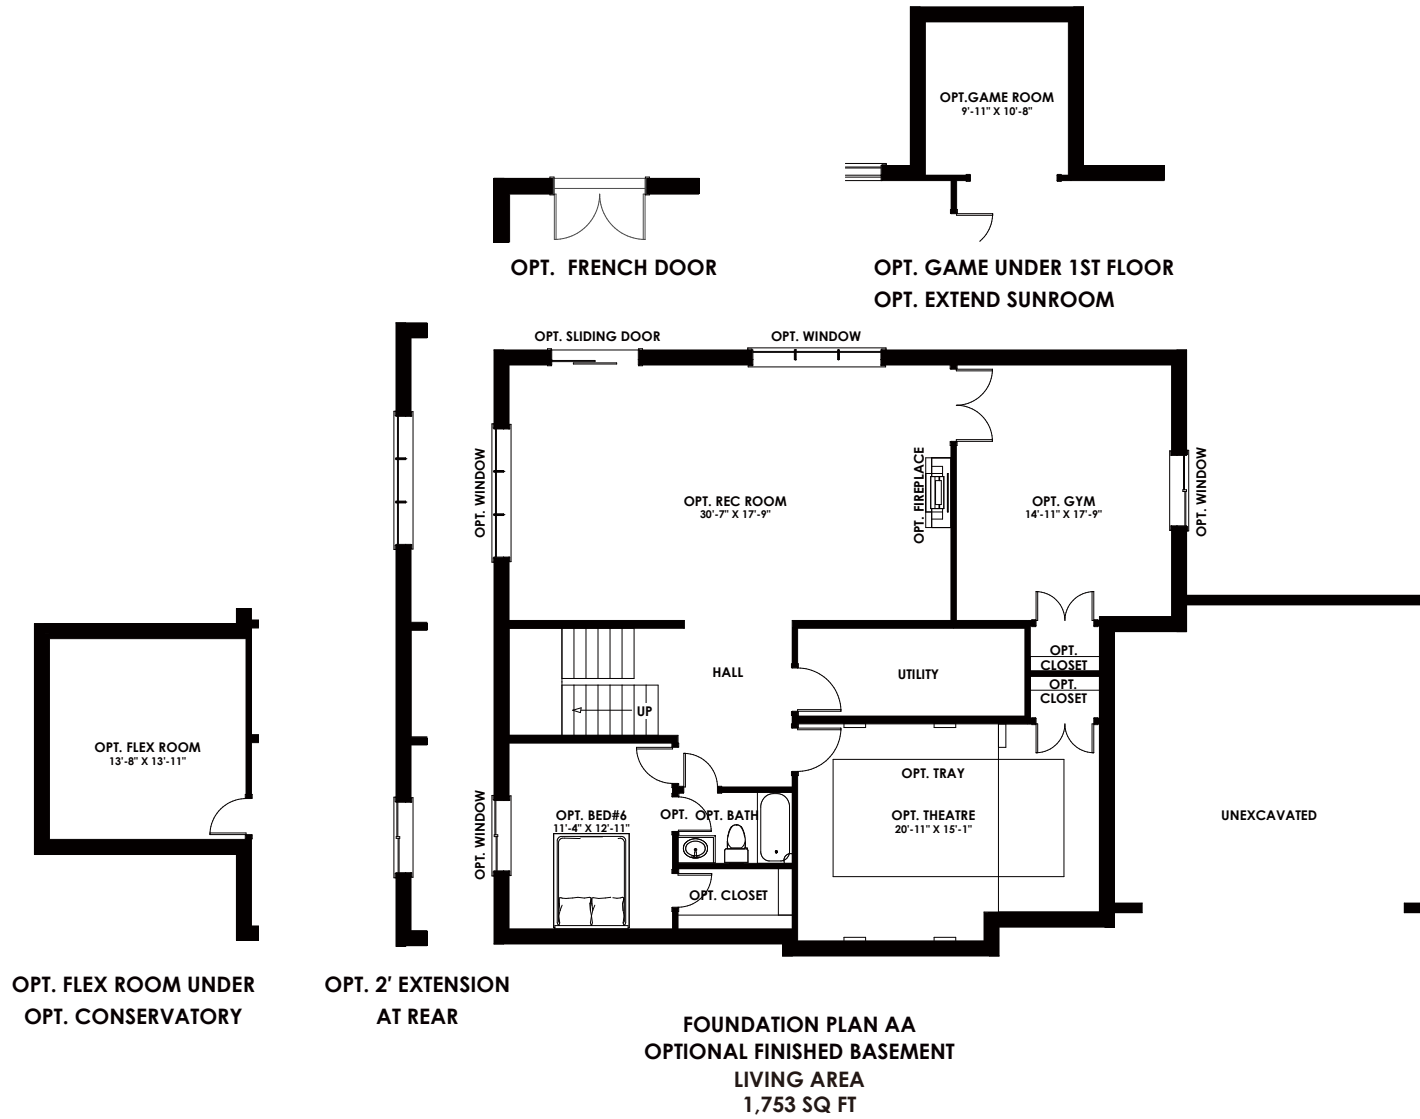 OPT.GAME ROOM
9'-11" X 10'-8"
OPT. FRENCH DOOR
OPT. GAME UNDER 1ST FLOOR
OPT. EXTEND SUNROOM
OPT. SLIDING DOOR
OPT. WINDOW
OPT. WINDOW
OPT. REC ROOM
30'-7" X 17'-9"
OPT. FIREPLACE
OPT. GYM
14'-11" X 17'-9"
OPT. WINDOW
OPT.
CLOSET
OPT.
CLOSET
HALL
UTILITY
UP
OPT. FLEX ROOM
13'-8" X 13'-11"
OPT. TRAY
OPT. WINDOW
OPT. BED#6
11'-4" X 12'-11"
OPT.
OPT. BATH
OPT. THEATRE
20'-11" X 15'-1"
UNEXCAVATED
OPT. CLOSET
OPT. FLEX ROOM UNDER
OPT. CONSERVATORY
OPT. 2' EXTENSION
AT REAR
FOUNDATION PLAN AA
OPTIONAL FINISHED BASEMENT
LIVING AREA
1,753 SQ FT